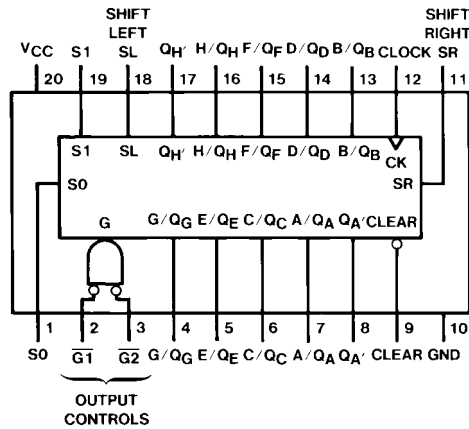 SHIFT LEFT SHIFT RIGHT
VCC S1 SL QH' H/QH F/QF D/QD B/QB CLOCK SR
20 19 18 17 16 15 14 13 12 11
S1 SL QH' H/QH F/QF D/QD B/QB CK
S0 SR
G G/QG E/QE C/QC A/QA QA' CLEAR
1 2 3 4 5 6 7 8 9 10
S0 G1 G2 G/QG E/QE C/QC A/QA QA' CLEAR GND
OUTPUT
CONTROLS